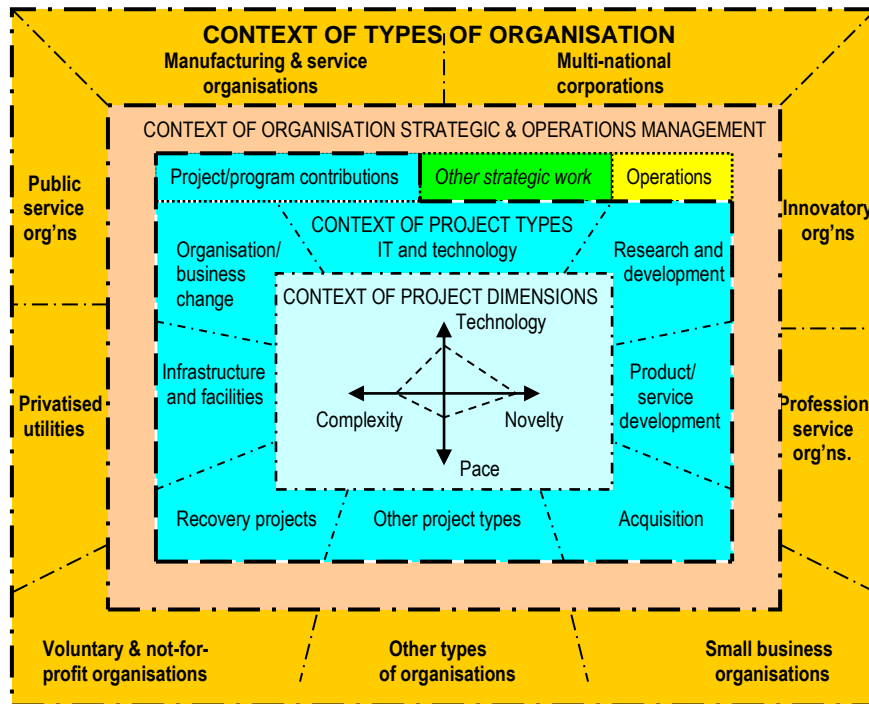 CONTEXT OF TYPES OF ORGANISATION
Manufacturing & service
organisations
Multi-national
corporations
CONTEXT OF ORGANISATION STRATEGIC & OPERATIONS MANAGEMENT
Project/program contributions
Other strategic work
Operations
Public
service
org'ns
Innovatory
org'ns
CONTEXT OF PROJECT TYPES
Organisation/
business
change
IT and technology
Research and
development
CONTEXT OF PROJECT DIMENSIONS
Technology
Complexity
Novelty
Pace
Infrastructure
and facilities
Product/
service
development
Privatised
utilities
Profession
service
org'ns.
Recovery projects
Other project types
Acquisition
Voluntary & not-for-
profit organisations
Other types
of organisations
Small business
organisations